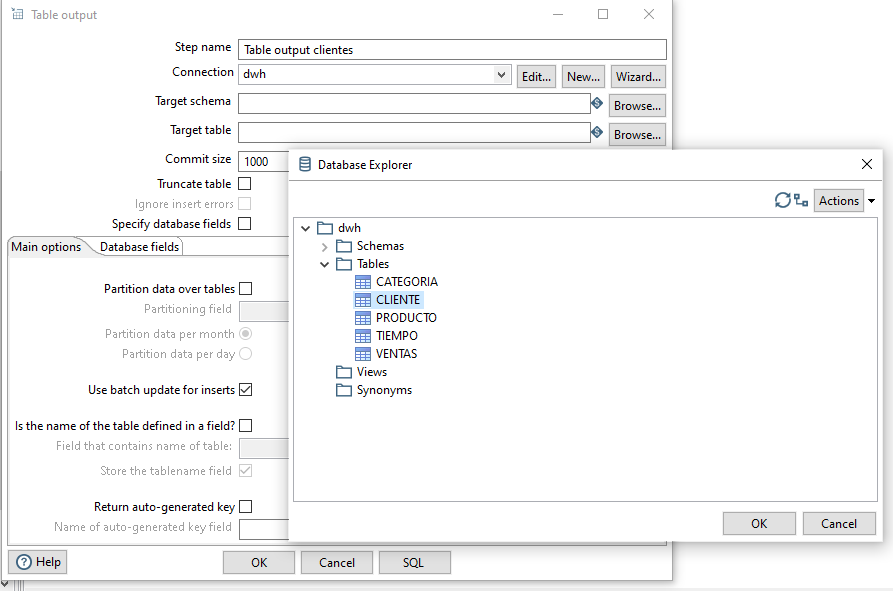 Table output
Step name Table output clientes
Connection dwh Edit... New... Wizard...
Target schema Browse...
Target table Browse...
Commit size 1000
Truncate table
Ignore insert errors
Specify database fields
Main options Database fields
Partition data over tables
Partitioning field
Partition data per month
Partition data per day
Use batch update for inserts
Is the name of the table defined in a field?
Field that contains name of table:
Store the tablename field
Return auto-generated key
Name of auto-generated key field
Help OK Cancel SQL
Database Explorer
Actions
dwh
Schemas
Tables
CATEGORIA
CLIENTE
PRODUCTO
TIEMPO
VENTAS
Views
Synonyms
OK Cancel